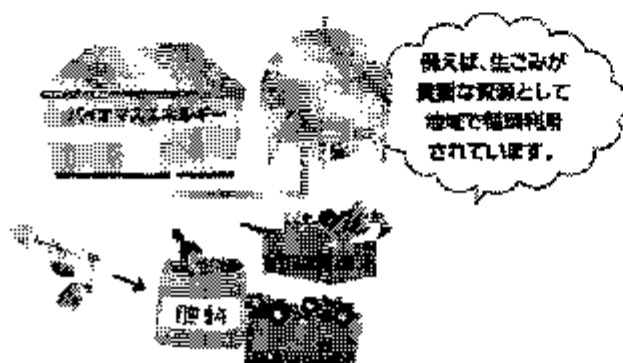 バイオマスエネルギー
例えば、生ごみが
貴重な資源として
地域で循環利用
されています。
肥料